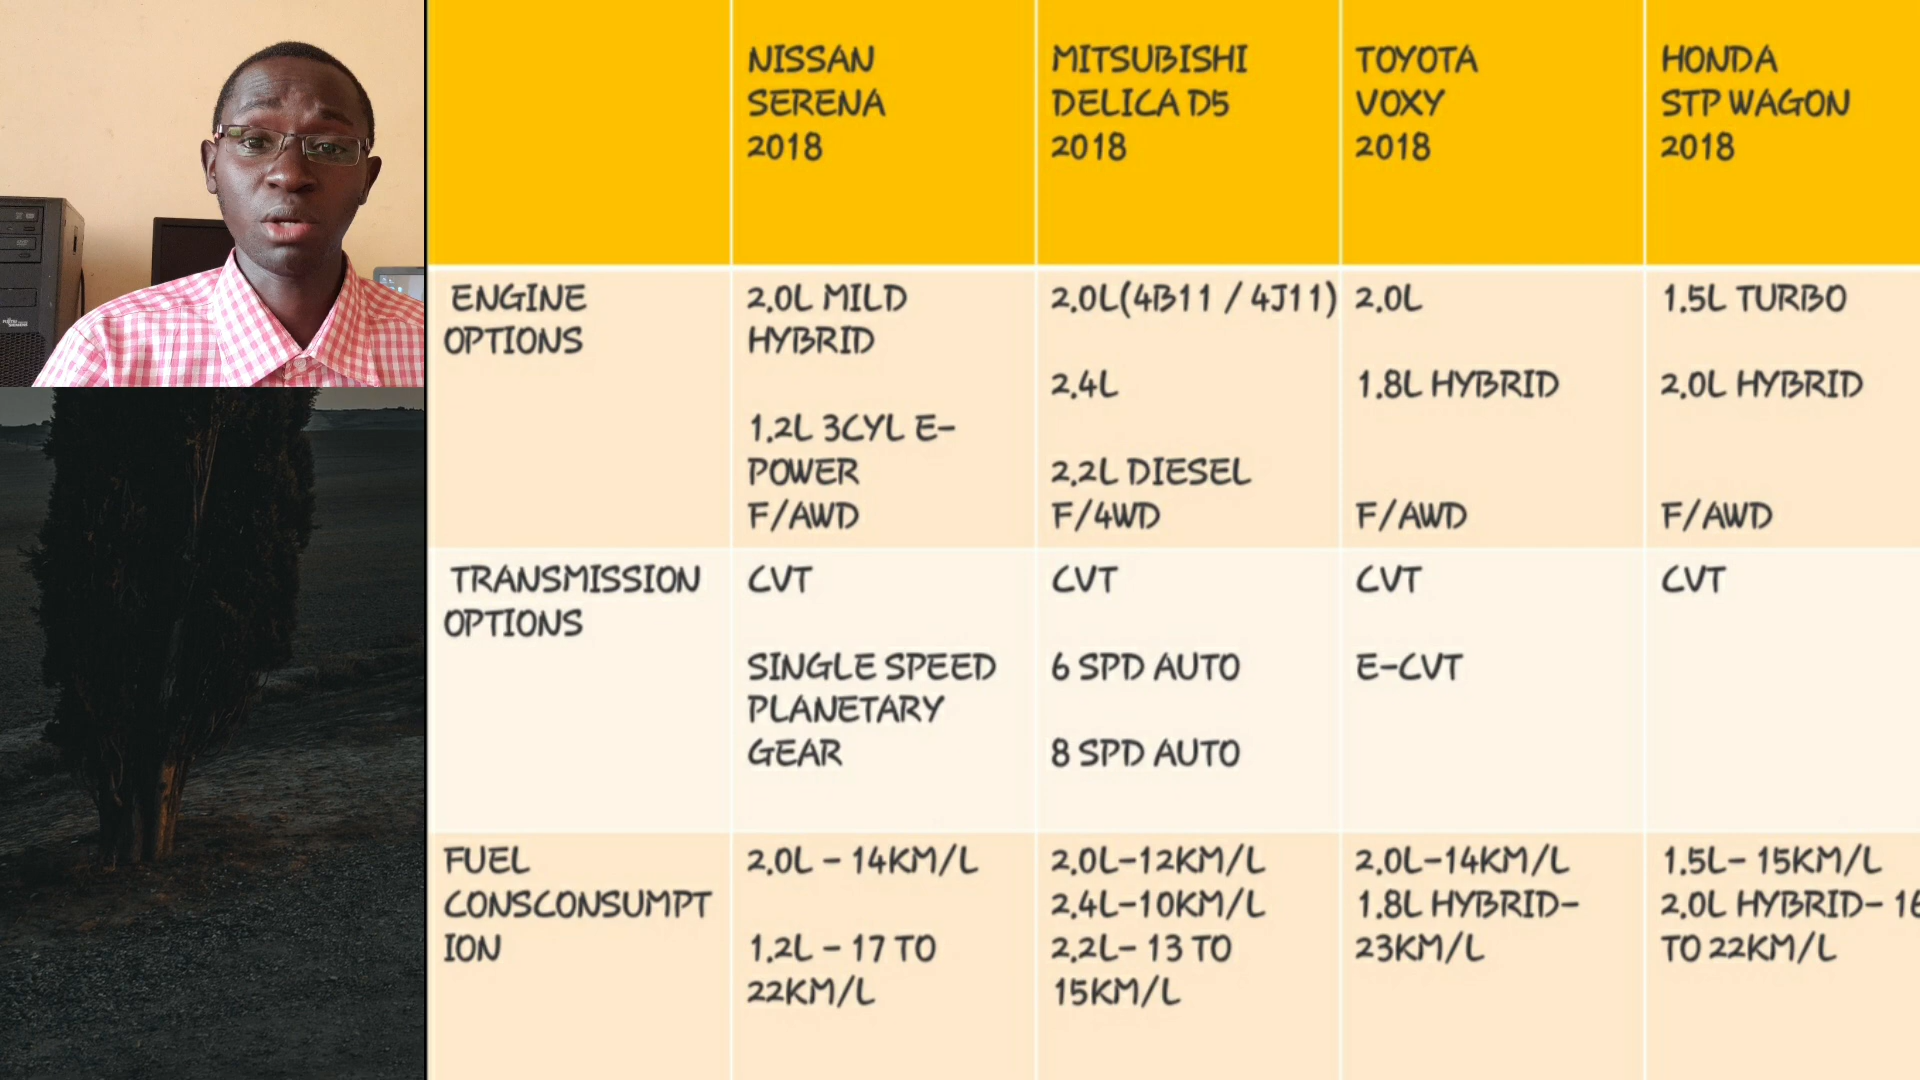 NISSAN
SERENA
2018
MITSUBISHI
DELICA D5
2018
TOYOTA
VOXY
2018
HONDA
STP WAGON
2018
ENGINE
OPTIONS
2.0L MILD
HYBRID
1.2L 3CYL E-
POWER
F/AWD
2.0L(4B11 / 4J11)
2.4L
2.2L DIESEL
F/4WD
2.0L
1.8L HYBRID
F/AWD
1.5L TURBO
2.0L HYBRID
F/AWD
TRANSMISSION
OPTIONS
CVT
SINGLE SPEED
PLANETARY
GEAR
CVT
6 SPD AUTO
8 SPD AUTO
CVT
E-CVT
CVT
FUEL
CONSCONSUMPT
ION
2.0L - 14KM/L
1.2L - 17 TO
22KM/L
2.0L-12KM/L
2.4L-10KM/L
2.2L- 13 TO
15KM/L
2.0L-14KM/L
1.8L HYBRID-
23KM/L
1.5L- 15KM/L
2.0L HYBRID- 16
TO 22KM/L